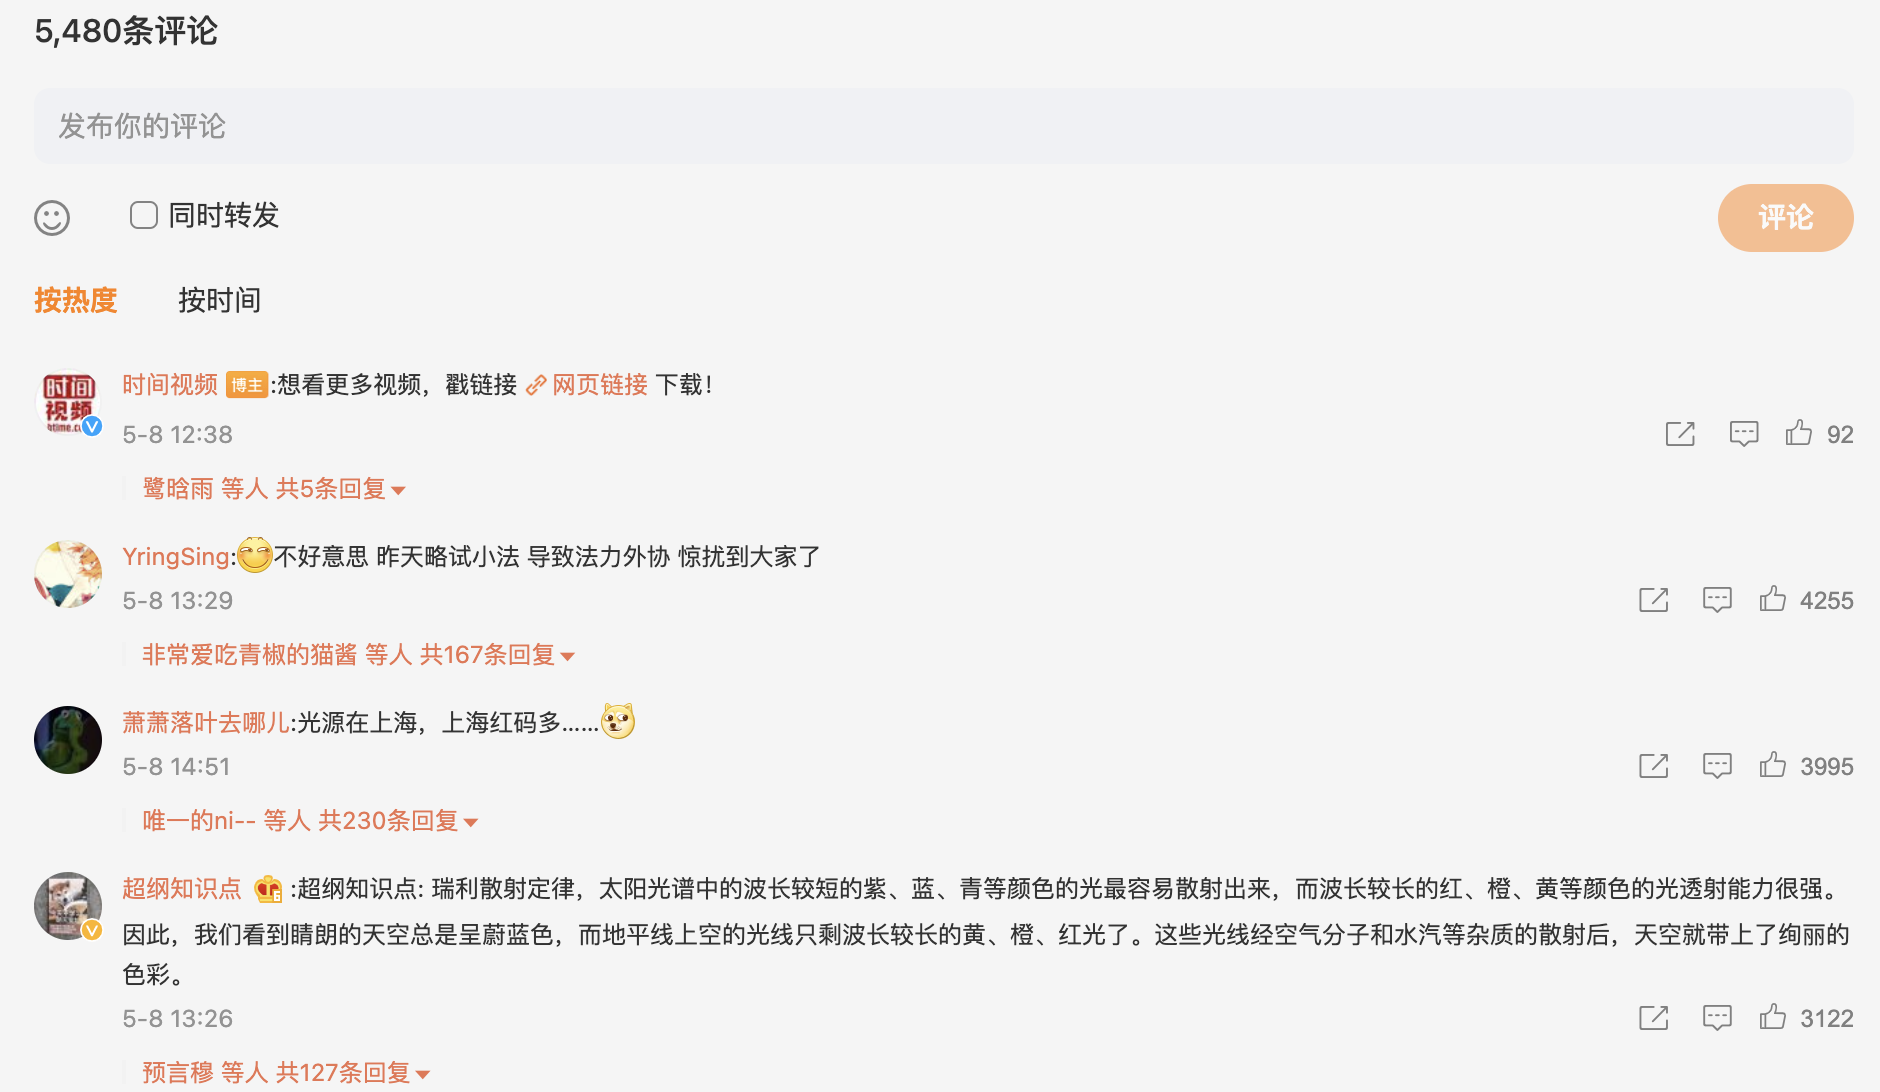 5,480条评论
发布你的评论
同时转发
评论
按热度 按时间
时间视频 博主:想看更多视频，戳链接 网页链接 下载！
5-8 12:38
92
鹭晗雨 等人 共5条回复
YringSing:不好意思 昨天略试小法 导致法力外协 惊扰到大家了
5-8 13:29
4255
非常爱吃青椒的猫酱 等人 共167条回复
萧萧落叶去哪儿:光源在上海，上海红码多......
5-8 14:51
3995
唯一的ni-- 等人 共230条回复
超纲知识点 :超纲知识点: 瑞利散射定律，太阳光谱中的波长较短的紫、蓝、青等颜色的光最容易散射出来，而波长较长的红、橙、黄等颜色的光透射能力很强。
因此，我们看到晴朗的天空总是呈蔚蓝色，而地平线上空的光线只剩波长较长的黄、橙、红光了。这些光线经空气分子和水汽等杂质的散射后，天空就带上了绚丽的
色彩。
5-8 13:26
3122
预言穆 等人 共127条回复
时间
视频